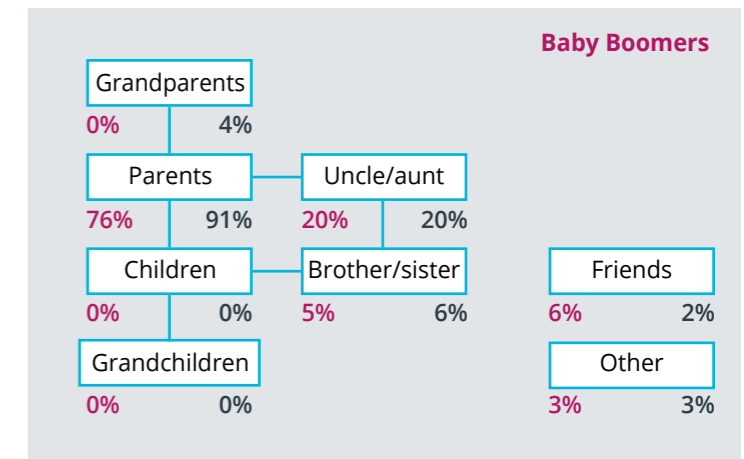 Baby Boomers
Grandparents
0% 4%
Parents Uncle/aunt
76% 91% 20% 20%
Children Brother/sister Friends
0% 0% 5% 6% 6% 2%
Grandchildren Other
0% 0% 3% 3%